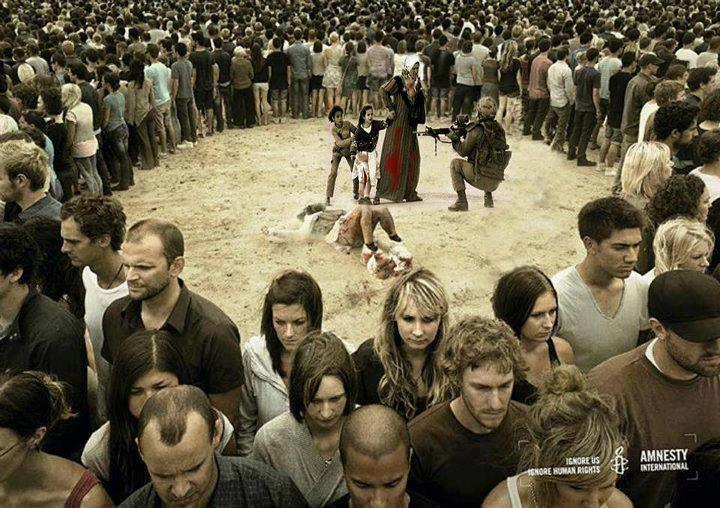 IGNORE US
IGNORE HUMAN RIGHTS
AMNESTY
INTERNATIONAL